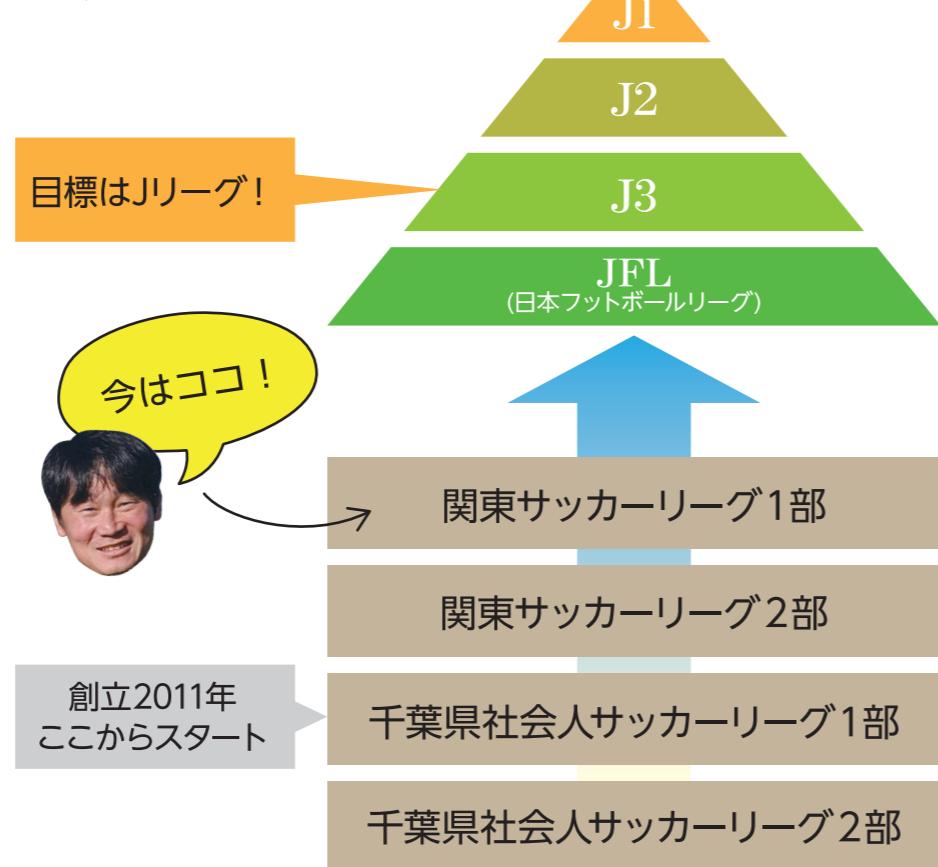 J1
J2
目標はJリーグ！
J3
JFL
(日本フットボールリーグ)
今はココ！
関東サッカーリーグ1部
関東サッカーリーグ2部
創立2011年
ここからスタート
千葉県社会人サッカーリーグ1部
千葉県社会人サッカーリーグ2部